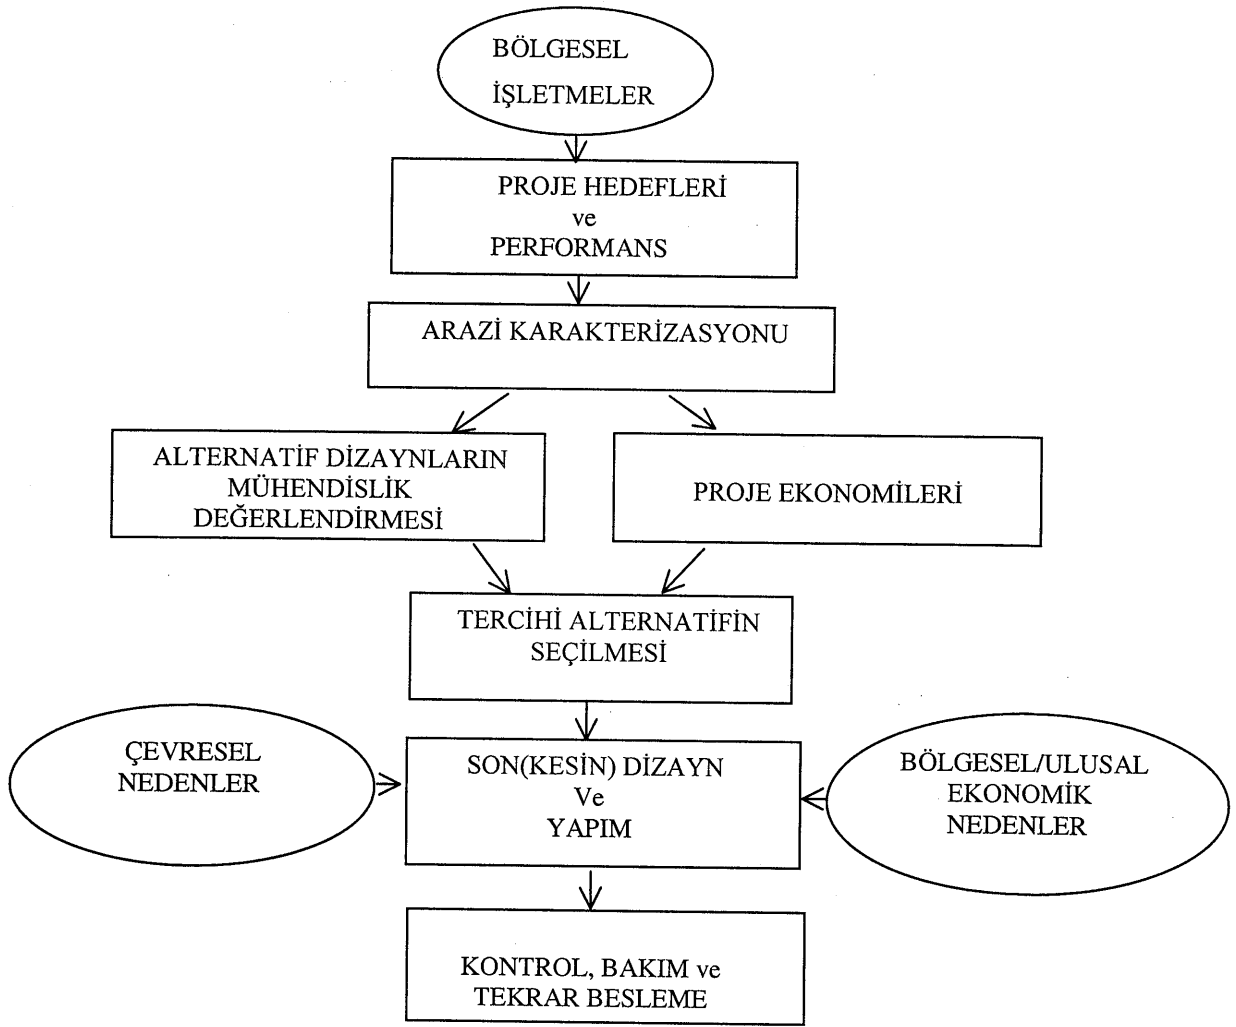 BÖLGESEL
İŞLETMELER
PROJE HEDEFLERİ
ve
PERFORMANS
ARAZİ KARAKTERİZASYONU
ALTERNATİF DİZAYNLARIN
MÜHENDİSLİK
DEĞERLENDİRMESİ
PROJE EKONOMİLERİ
TERCİHİ ALTERNATİFİN
SEÇİLMESİ
ÇEVRESEL
NEDENLER
SON(KESİN) DİZAYN
Ve
YAPIM
BÖLGESEL/ULUSAL
EKONOMİK
NEDENLER
KONTROL, BAKIM ve
TEKRAR BESLEME